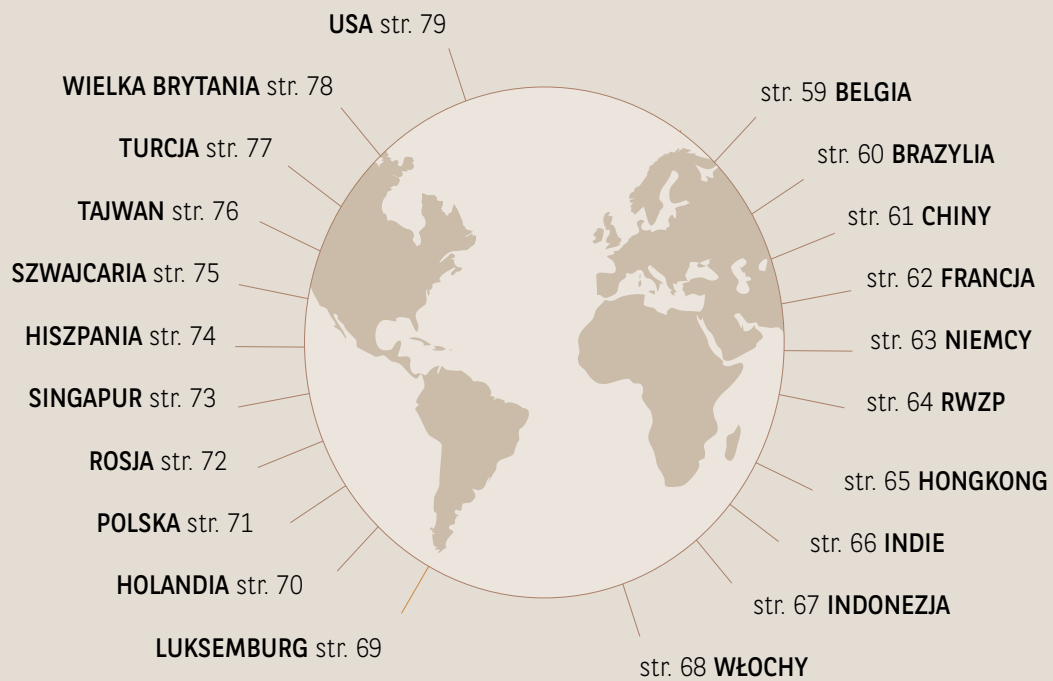 USA str. 79
WIELKA BRYTANIA str. 78
TURCJA str. 77
TAJWAN str. 76
SZWAJCARIA str. 75
HISZPANIA str. 74
SINGAPUR str. 73
ROSJA str. 72
POLSKA str. 71
HOLANDIA str. 70
LUKSEMBURG str. 69
str. 59 BELGIA
str. 60 BRAZYLIA
str. 61 CHINY
str. 62 FRANCJA
str. 63 NIEMCY
str. 64 RWZP
str. 65 HONGKONG
str. 66 INDIE
str. 67 INDONEZJA
str. 68 WŁOCHY